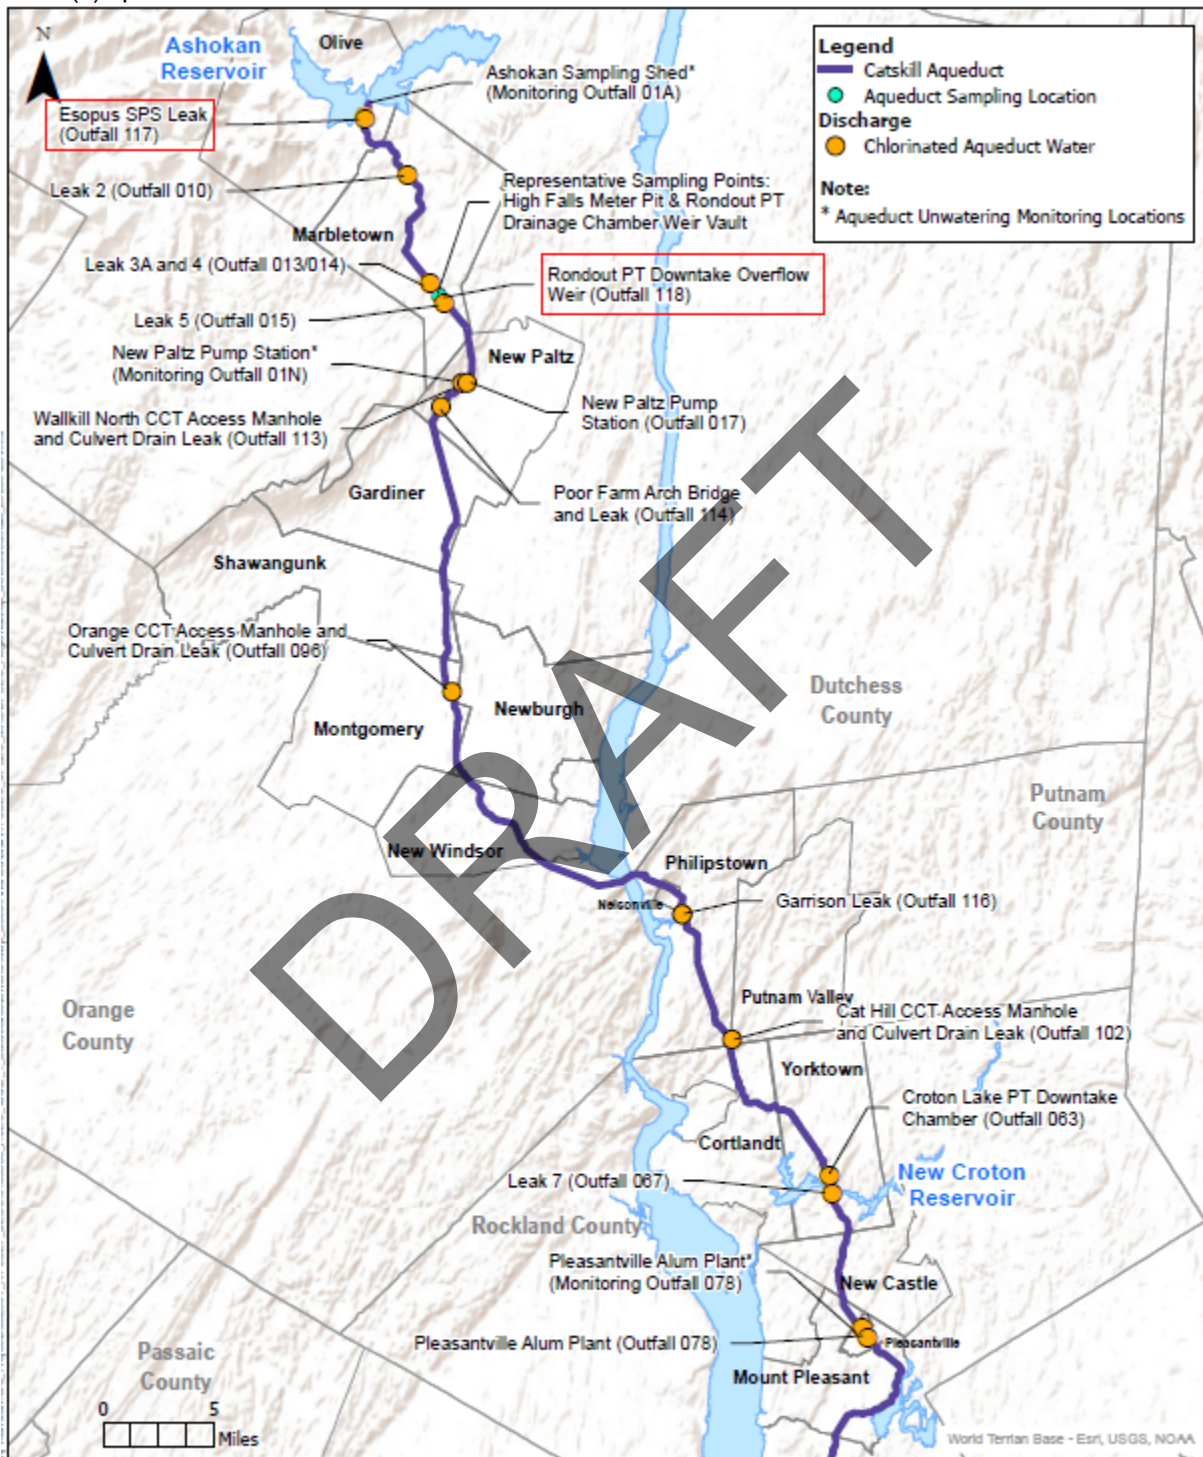 N
Ashokan
Reservoir
Olive
Ashokan Sampling Shed*
(Monitoring Outfall 01A)
Esopus SPS Leak
(Outfall 117)
Leak 2 (Outfall 010)
Representative Sampling Points:
High Falls Meter Pit & Rondout PT
Drainage Chamber Weir Vault
Marbletown
Leak 3A and 4 (Outfall 013/014)
Rondout PT Downtake Overflow
Weir (Outfall 118)
Leak 5 (Outfall 015)
New Paltz Pump Station*
(Monitoring Outfall 01N)
New Paltz
Wallkill North CCT Access Manhole
and Culvert Drain Leak (Outfall 113)
New Paltz Pump
Station (Outfall 017)
Gardiner
Poor Farm Arch Bridge
and Leak (Outfall 114)
Shawangunk
Orange CCT Access Manhole and
Culvert Drain Leak (Outfall 096)
Newburgh
Montgomery
Dutchess
County
Putnam
County
New Windsor
Philipstown
Nelsonville
Garrison Leak (Outfall 116)
Orange
County
Putnam Valley
Cat Hill CCT Access Manhole
and Culvert Drain Leak (Outfall 102)
Yorktown
Croton Lake PT Downtake
Chamber (Outfall 063)
Cortlandt
Leak 7 (Outfall 067)
New Croton
Reservoir
Rockland County
Pleasantville Alum Plant*
(Monitoring Outfall 078)
New Castle
Pleasantville Alum Plant (Outfall 078)
Pleasantville
Mount Pleasant
Passaic
County
0 5
Miles
World Terrian Base - Esri, USGS, NOAA
Legend
Catskill Aqueduct
Aqueduct Sampling Location
Discharge
Chlorinated Aqueduct Water
Note:
* Aqueduct Unwatering Monitoring Locations
DRAFT